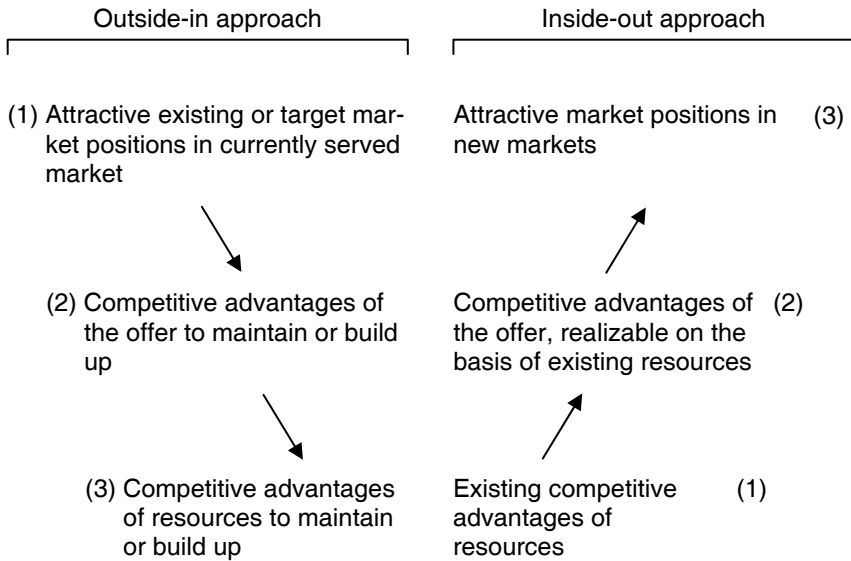 Outside-in approach
Inside-out approach
(1) Attractive existing or target mar-
ket positions in currently served
market
(2) Competitive advantages of
the offer to maintain or build
up
(3) Competitive advantages
of resources to maintain
or build up
Attractive market positions in (3)
new markets
Competitive advantages of (2)
the offer, realizable on the
basis of existing resources
Existing competitive (1)
advantages of
resources